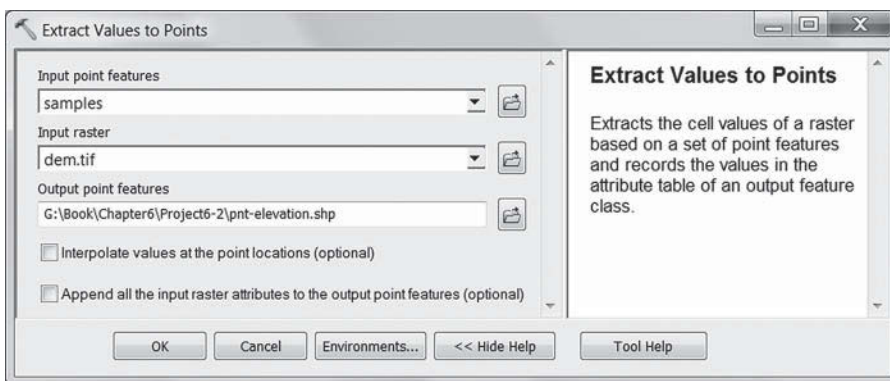 Extract Values to Points
Input point features
samples
Input raster
dem.tif
Output point features
G:\Book\Chapter6\Project6-2\pnt-elevation.shp
Interpolate values at the point locations (optional)
Append all the input raster attributes to the output point features (optional)
Extract Values to Points
Extracts the cell values of a raster
based on a set of point features
and records the values in the
attribute table of an output feature
class.
OK
Cancel
Environments...
<< Hide Help
Tool Help